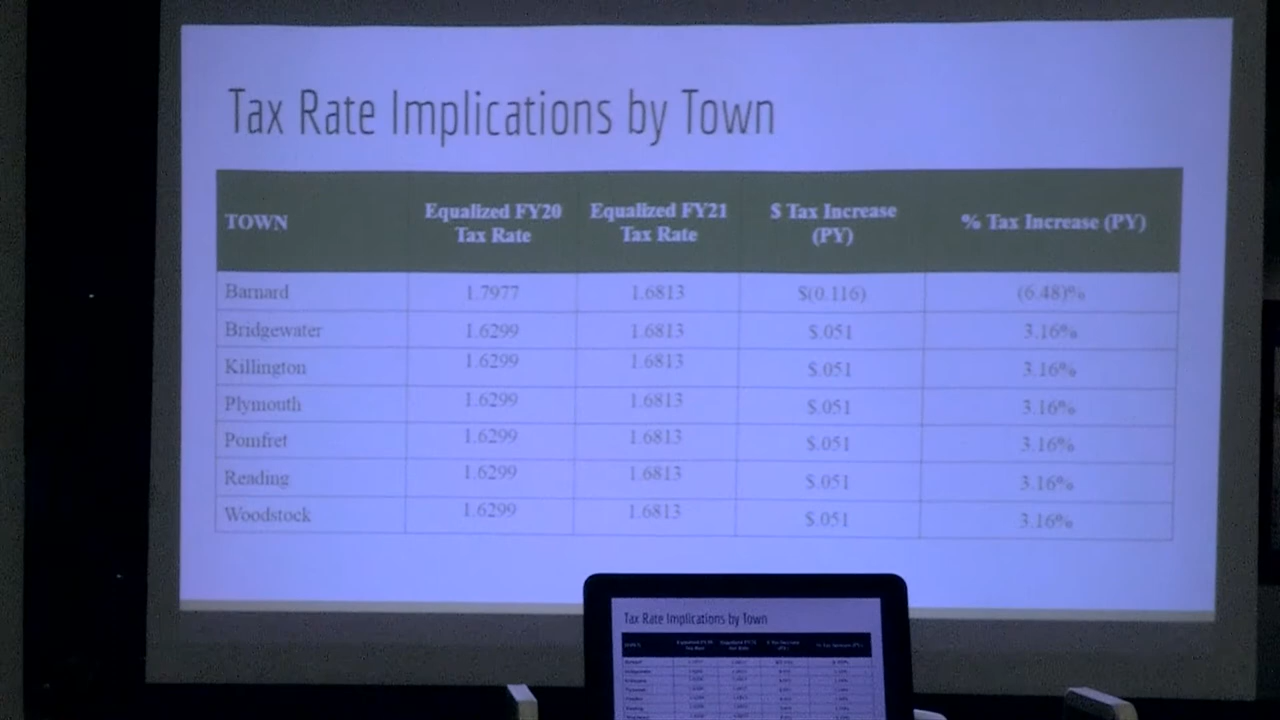 Tax Rate Implications by Town
TOWN Equalized FY20 Tax Rate Equalized FY21 Tax Rate $ Tax Increase (PY) % Tax Increase (PY)
Barnard 1.7977 1.6813 $(0.116) (6.48)%
Bridgewater 1.6299 1.6813 $.051 3.16%
Killington 1.6299 1.6813 $.051 3.16%
Plymouth 1.6299 1.6813 $.051 3.16%
Pomfret 1.6299 1.6813 $.051 3.16%
Reading 1.6299 1.6813 $.051 3.16%
Woodstock 1.6299 1.6813 $.051 3.16%
Tax Rate Implications by Town